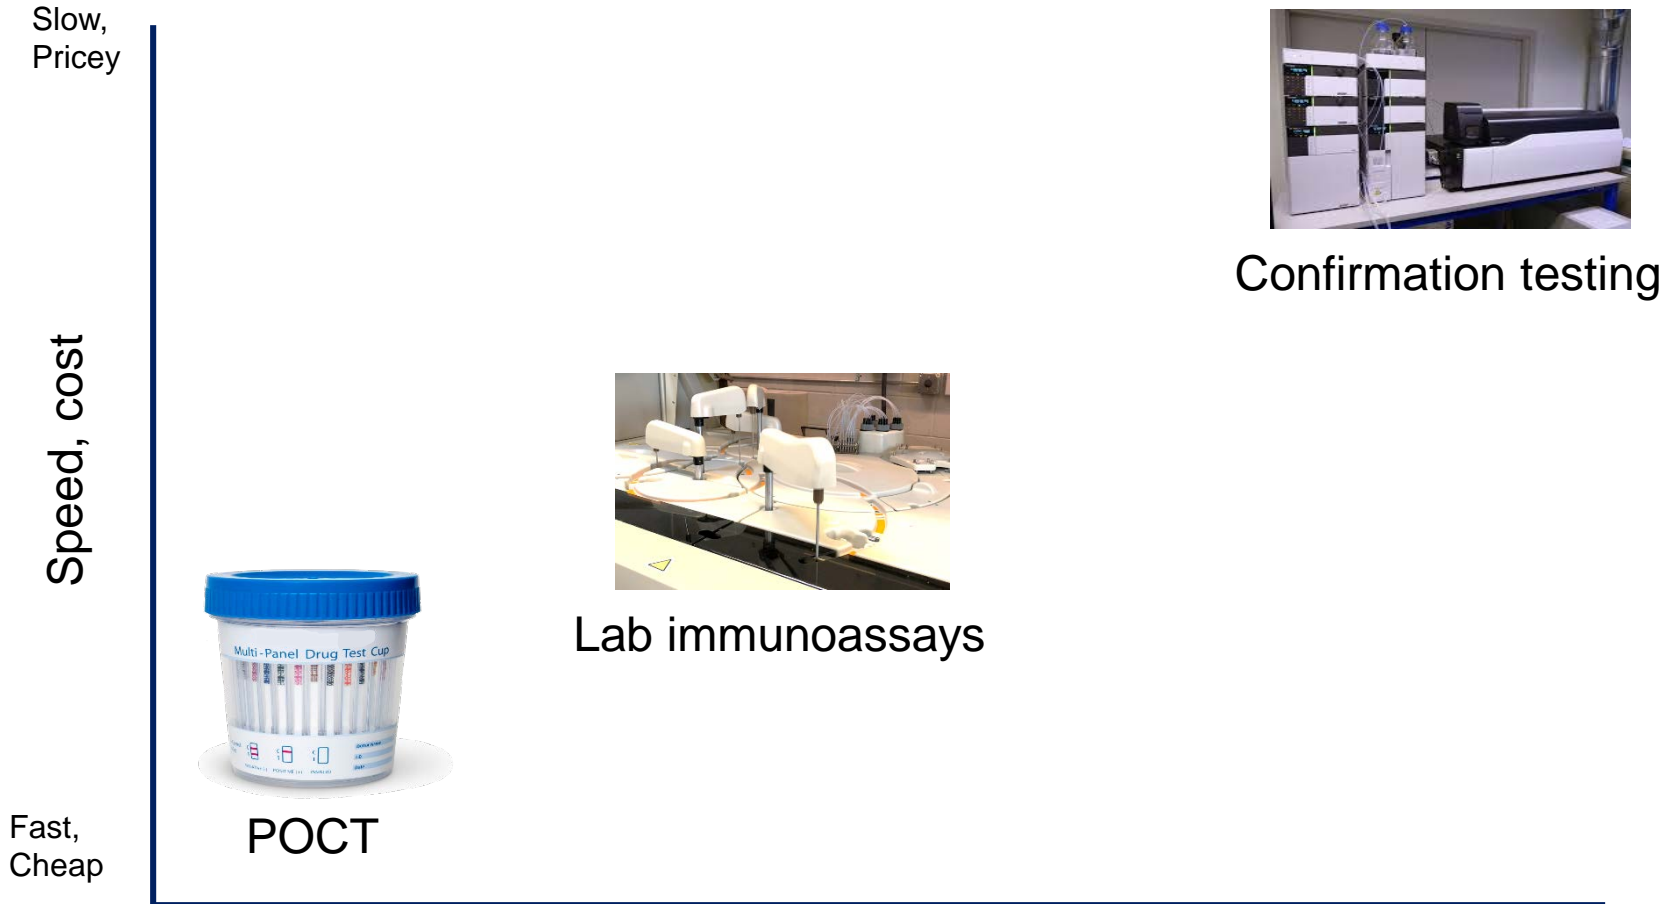 Slow,
Pricey
Confirmation testing
Speed, cost
Lab immunoassays
Multi-Panel Drug Test Cup
Fast,
Cheap
POCT